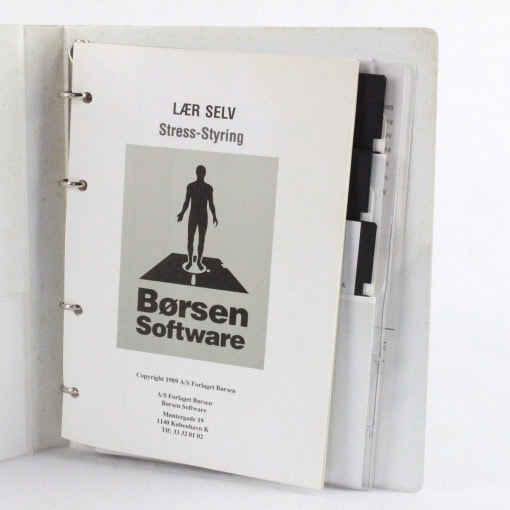 LÆR SELV
Stress-Styring
Børsen
Software
Copyright 1989 A/S Forlaget Børsen
A/S Forlaget Børsen
Børsen Software
Møntergade 19
1140 København K
Tlf: 33 32 01 02